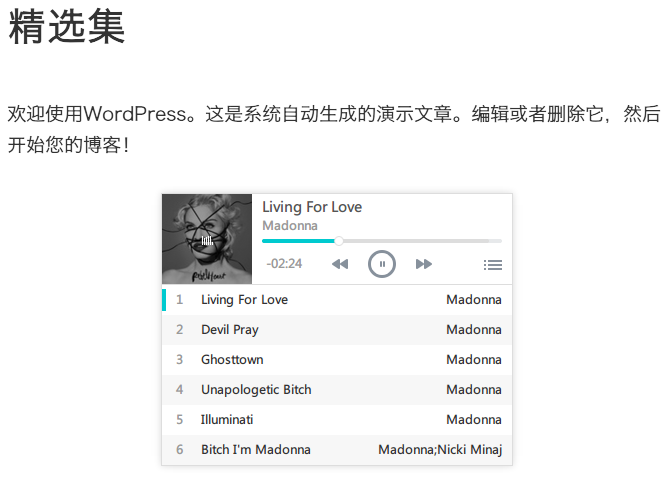 精选集
欢迎使用WordPress。这是系统自动生成的演示文章。编辑或者删除它，然后
开始您的博客！
Living For Love
Madonna
-02:24
1 Living For Love Madonna
2 Devil Pray Madonna
3 Ghosttown Madonna
4 Unapologetic Bitch Madonna
5 Illuminati Madonna
6 Bitch I'm Madonna Madonna;Nicki Minaj